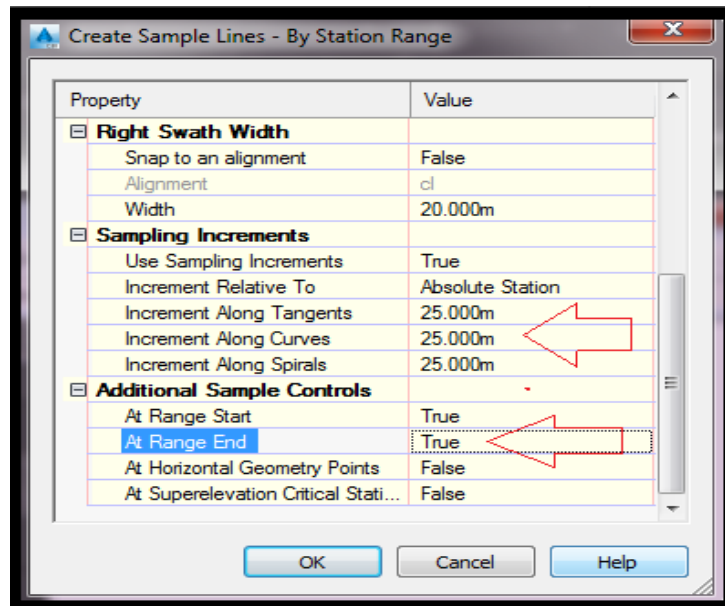 Create Sample Lines - By Station Range
Property Value
Right Swath Width
Snap to an alignment False
Alignment cl
Width 20.000m
Sampling Increments
Use Sampling Increments True
Increment Relative To Absolute Station
Increment Along Tangents 25.000m
Increment Along Curves 25.000m
Increment Along Spirals 25.000m
Additional Sample Controls
At Range Start True
At Range End True
At Horizontal Geometry Points False
At Superelevation Critical Stati... False
OK Cancel Help